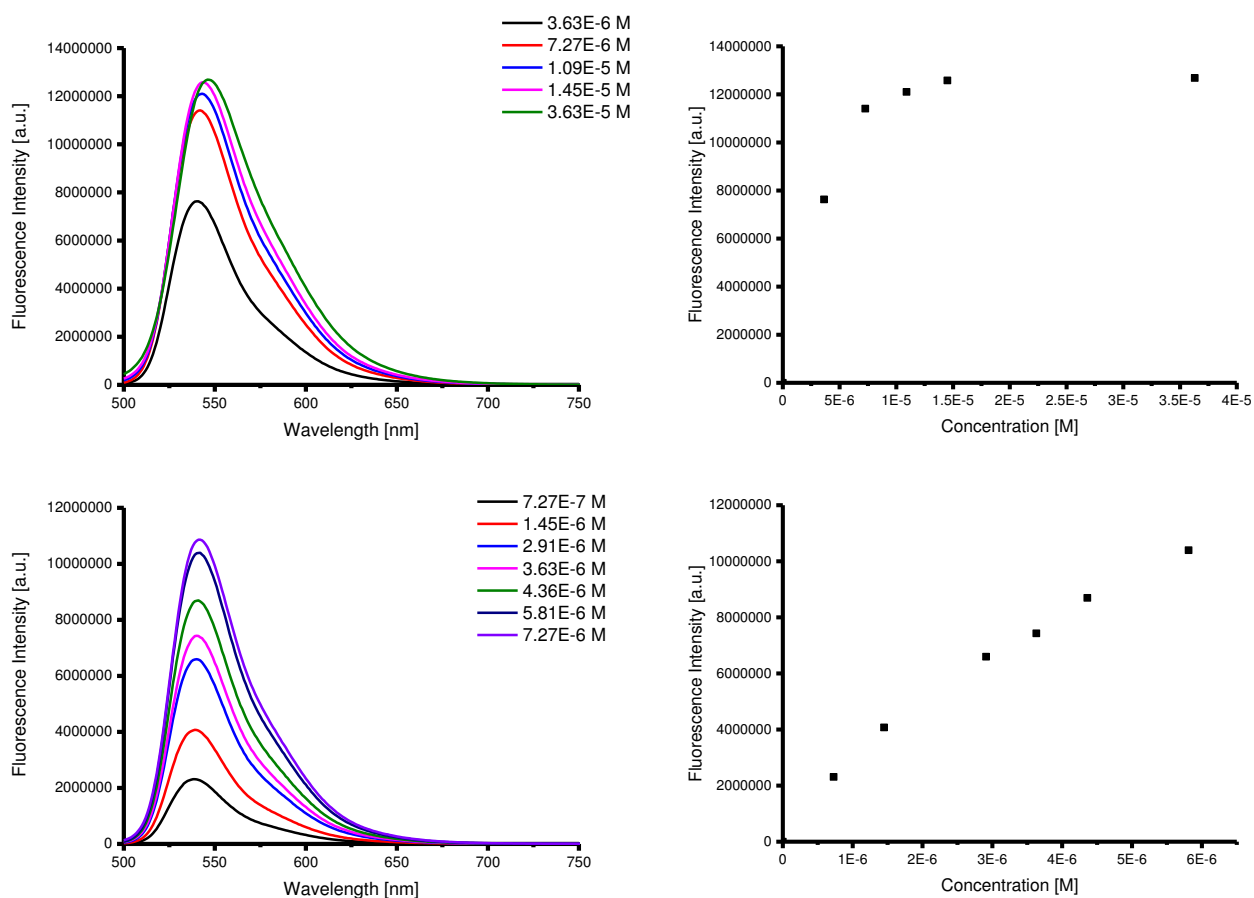 3.63E-6 M
7.27E-6 M
1.09E-5 M
1.45E-5 M
3.63E-5 M
14000000
12000000
10000000
8000000
6000000
4000000
2000000
0
Fluorescence Intensity [a.u.]
500 550 600 650 700 750
Wavelength [nm]
14000000
12000000
10000000
8000000
6000000
4000000
2000000
0
Fluorescence Intensity [a.u.]
0 5E-6 1E-5 1.5E-5 2E-5 2.5E-5 3E-5 3.5E-5 4E-5
Concentration [M]
7.27E-7 M
1.45E-6 M
2.91E-6 M
3.63E-6 M
4.36E-6 M
5.81E-6 M
7.27E-6 M
12000000
10000000
8000000
6000000
4000000
2000000
0
Fluorescence Intensity [a.u.]
500 550 600 650 700 750
Wavelength [nm]
12000000
10000000
8000000
6000000
4000000
2000000
0
Fluorescence Intensity [a.u.]
0 1E-6 2E-6 3E-6 4E-6 5E-6 6E-6
Concentration [M]